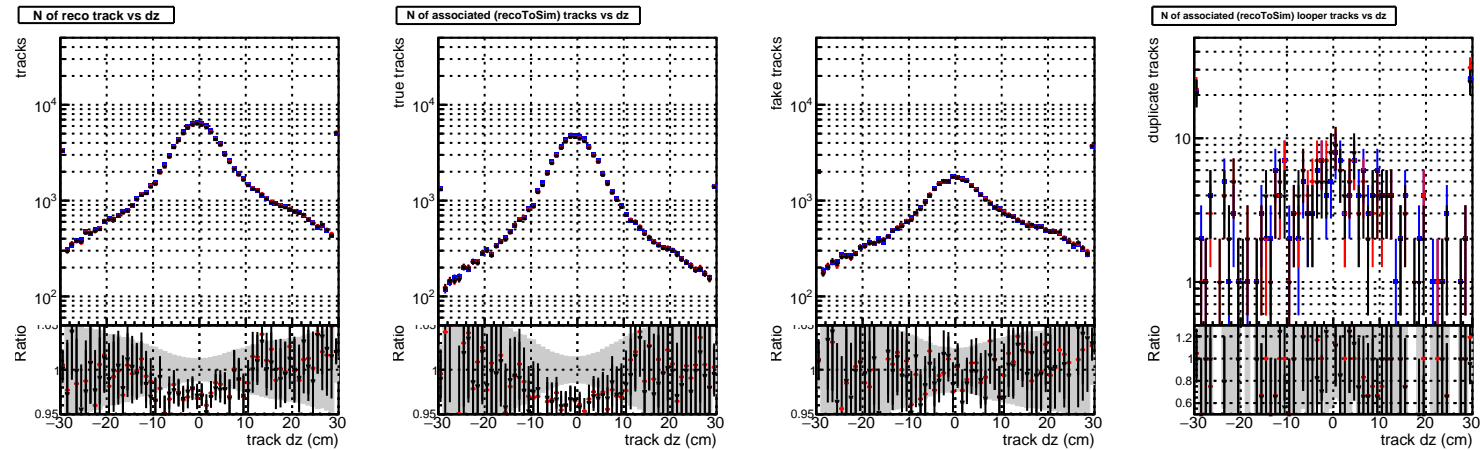 N of reco track vs dz
tracks
10^4
10^3
10^2
Ratio
1
0.95
−30 −20 −10 0 10 20 30
track dz (cm)
N of associated (recoToSim) tracks vs dz
true tracks
10^4
10^3
10^2
Ratio
1
0.95
−30 −20 −10 0 10 20 30
track dz (cm)
fake tracks
10^4
10^3
10^2
Ratio
1
0.95
−30 −20 −10 0 10 20 30
track dz (cm)
N of associated (recoToSim) looper tracks vs dz
duplicate tracks
10
1
Ratio
1.2
1
0.8
0.6
−30 −20 −10 0 10 20 30
track dz (cm)